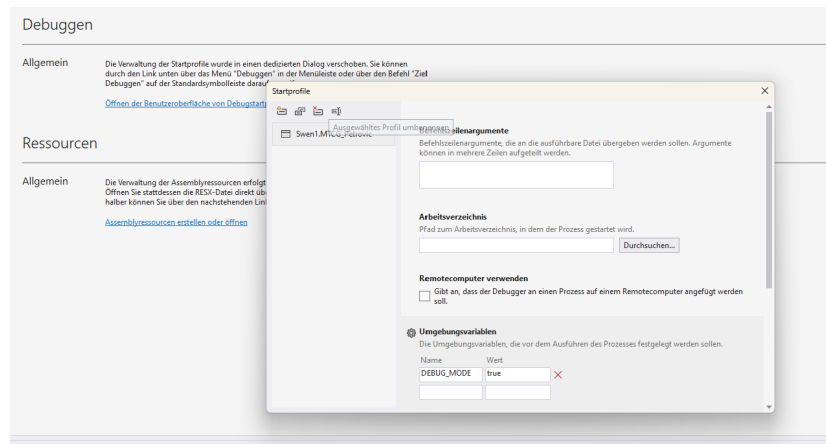 Debuggen
Allgemein
Die Verwaltung der Startprofile wurde in einen dedizierten Dialog verschoben. Sie können
durch den Link unten über das Menü "Debuggen" in der Menüleiste oder über den Befehl "Ziel
Debuggen" auf der Standardsymbolleiste
Öffnen der Benutzeroberfläche von
Ressourcen
Allgemein
Die Verwaltung der Assemblyressourcen erfolgt
Öffnen Sie stattdessen die RESX-Datei direkt
halber können Sie über den nachstehenden
Assemblyressourcen erstellen oder öffnen
Startprofile
Ausgewähltes Profil umbenennen
Befehlszeilenargumente
Befehlszeilenargumente, die an die ausführbare Datei übergeben werden sollen. Argumente
können in mehrere Zeilen aufgeteilt werden.
Arbeitsverzeichnis
Pfad zum Arbeitsverzeichnis, in dem der Prozess gestartet wird.
Durchsuchen...
Remotecomputer verwenden
Gibt an, dass der Debugger an einen Prozess auf einem Remotecomputer angefügt werden
soll.
Umgebungsvariablen
Die Umgebungsvariablen, die vor dem Ausführen des Prozesses festgelegt werden sollen.
Name Wert
DEBUG_MODE true